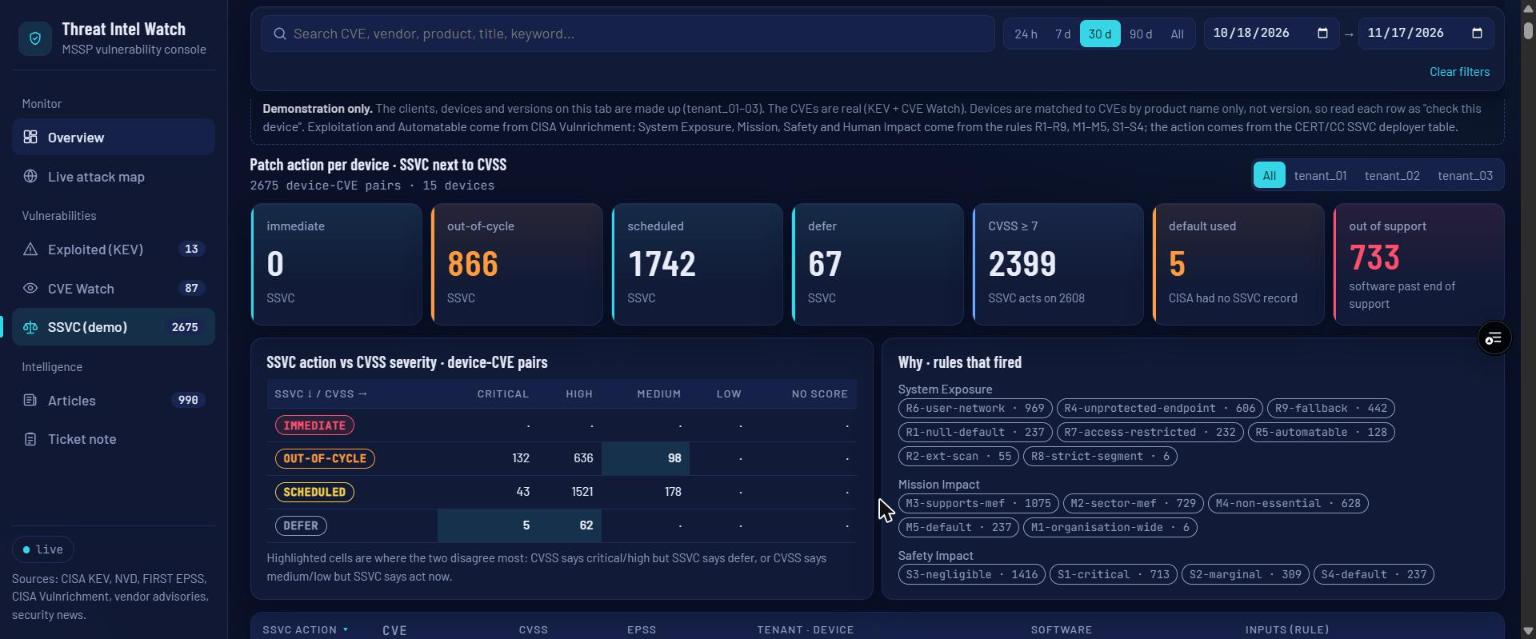 Threat Intel Watch
MSSP vulnerability console
Monitor
Overview
Live attack map
Vulnerabilities
Exploited (KEV) 13
CVE Watch 87
SSVC (demo) 2675
Intelligence
Articles 990
Ticket note
live
Sources: CISA KEV, NVD, FIRST EPSS,
CISA Vulnrichment, vendor advisories,
security news.
Search CVE, vendor, product, title, keyword...
24 h 7 d 30 d 90 d All 10/18/2026 → 11/17/2026
Clear filters
Demonstration only. The clients, devices and versions on this tab are made up (tenant_01–03). The CVEs are real (KEV + CVE Watch). Devices are matched to CVEs by product name only, not version, so read each row as "check this
device". Exploitation and Automatable come from CISA Vulnrichment; System Exposure, Mission, Safety and Human Impact come from the rules R1–R9, M1–M5, S1–S4; the action comes from the CERT/CC SSVC deployer table.
Patch action per device · SSVC next to CVSS
2675 device-CVE pairs · 15 devices
All tenant_01 tenant_02 tenant_03
immediate
0
SSVC
out-of-cycle
866
SSVC
scheduled
1742
SSVC
defer
67
SSVC
CVSS ≥ 7
2399
SSVC acts on 2608
default used
5
CISA had no SSVC record
out of support
733
software past end of
support
SSVC action vs CVSS severity · device-CVE pairs
SSVC ↓ / CVSS → CRITICAL HIGH MEDIUM LOW NO SCORE
IMMEDIATE · · · · ·
OUT-OF-CYCLE 132 636 98 · ·
SCHEDULED 43 1521 178 · ·
DEFER 5 62 · · ·
Highlighted cells are where the two disagree most: CVSS says critical/high but SSVC says defer, or CVSS says
medium/low but SSVC says act now.
Why · rules that fired
System Exposure
R6-user-network · 969 R4-unprotected-endpoint · 606 R9-fallback · 442
R1-null-default · 237 R7-access-restricted · 232 R5-automatable · 128
R2-ext-scan · 55 R8-strict-segment · 6
Mission Impact
M3-supports-mef · 1075 M2-sector-mef · 729 M4-non-essential · 628
M5-default · 237 M1-organisation-wide · 6
Safety Impact
S3-negligible · 1416 S1-critical · 713 S2-marginal · 309 S4-default · 237
SSVC ACTION CVE CVSS EPSS TENANT · DEVICE SOFTWARE INPUTS (RULE)